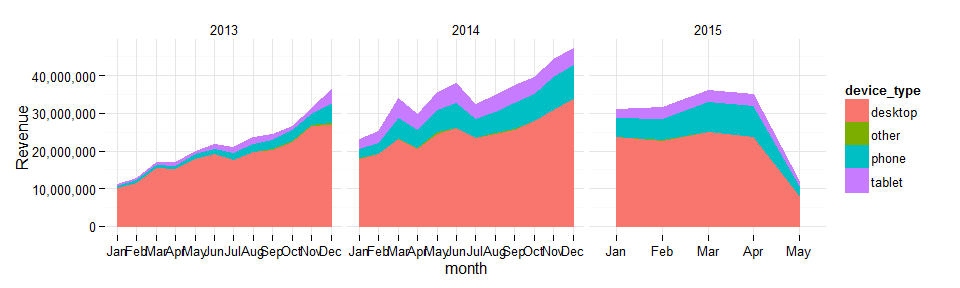 2013 2014 2015
40,000,000
30,000,000
20,000,000
10,000,000
0
Revenue
Jan Feb Mar Apr May Jun Jul Aug Sep Oct Nov Dec Jan Feb Mar Apr May Jun Jul Aug Sep Oct Nov Dec Jan Feb Mar Apr May
month
device_type
desktop
other
phone
tablet